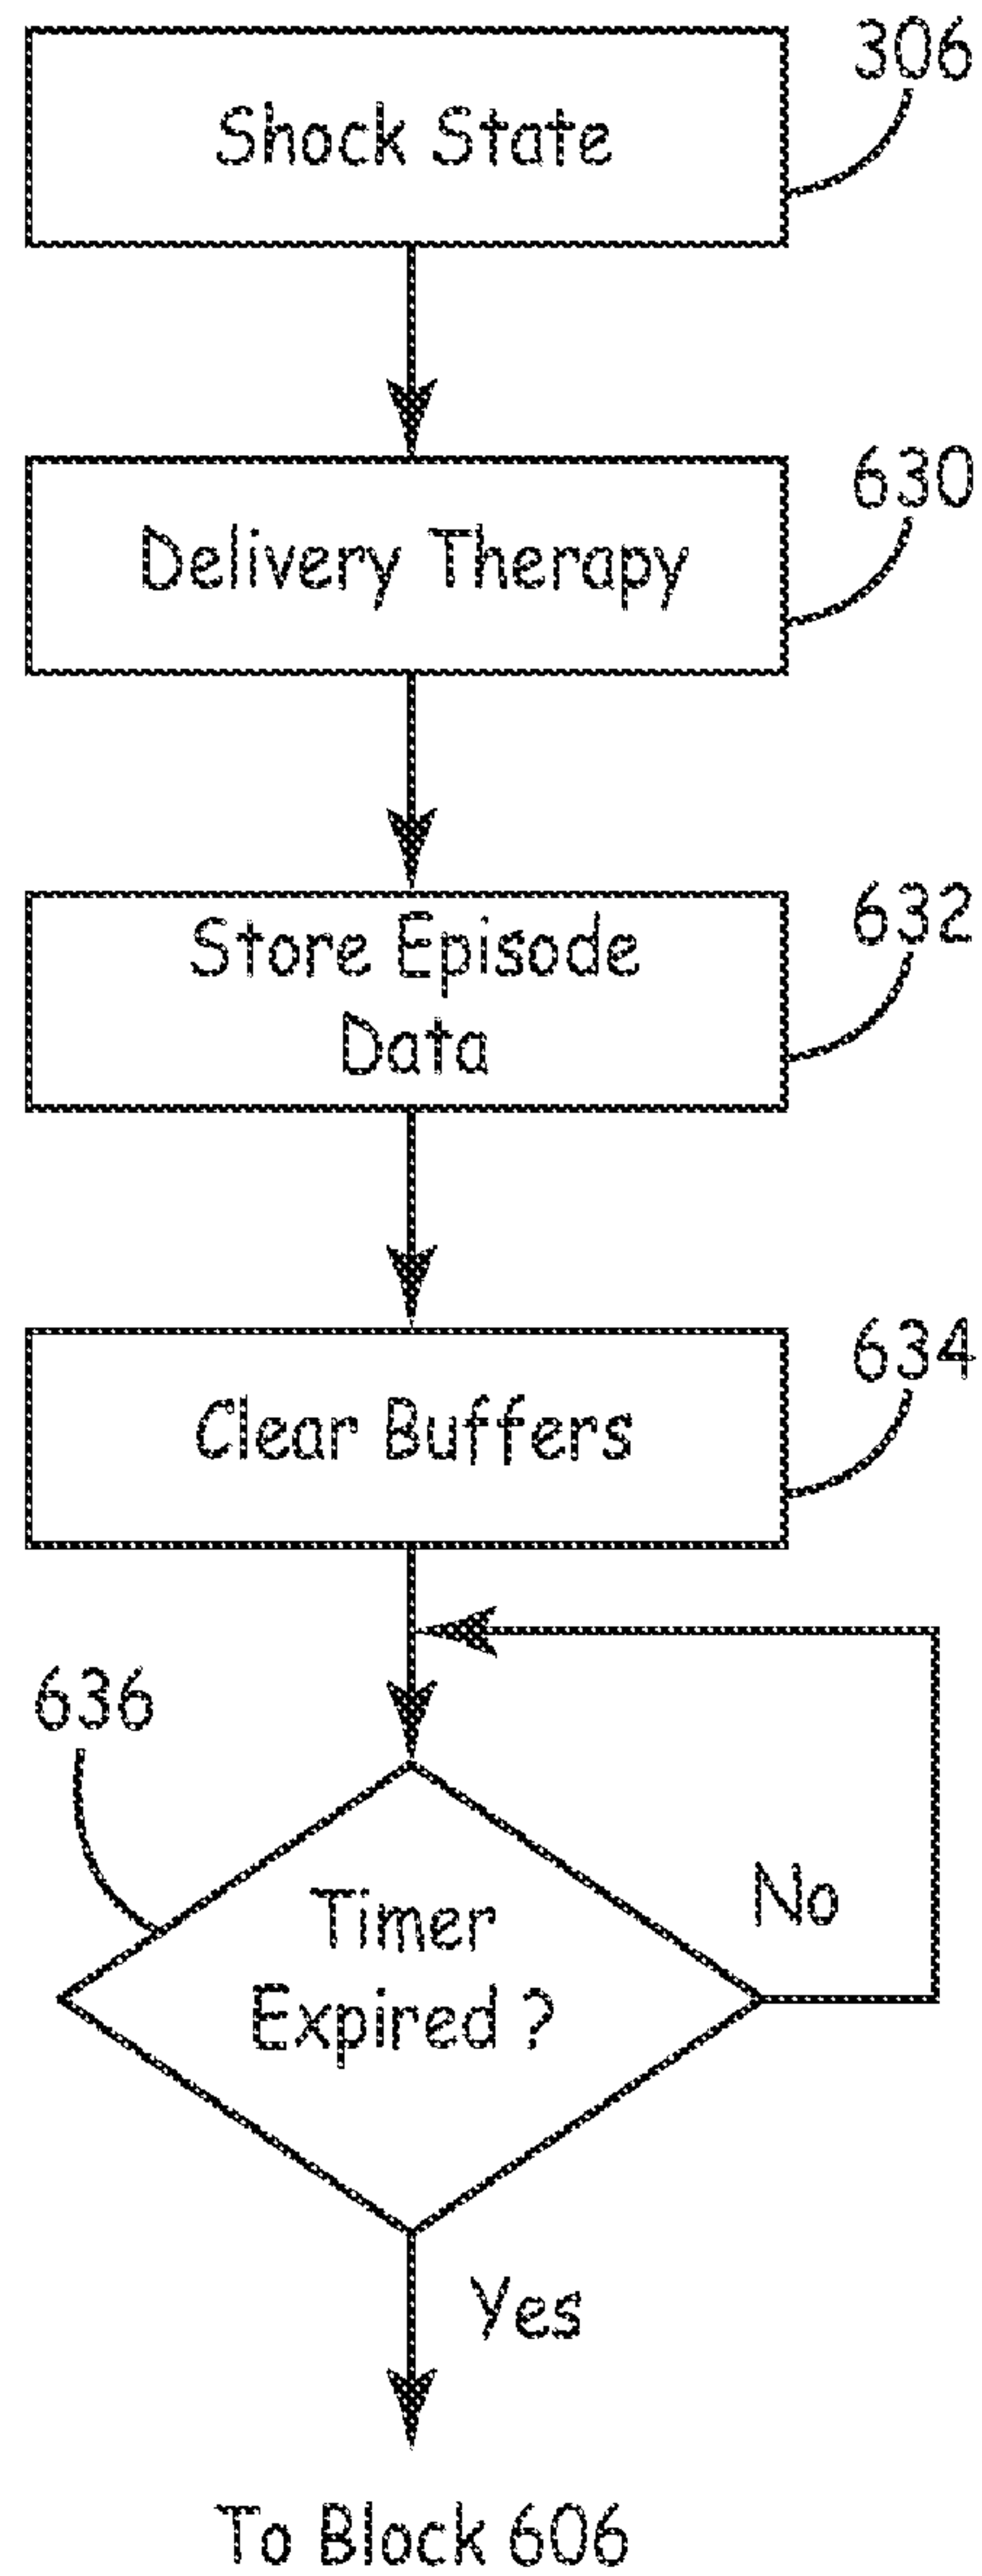 306
Shock State
630
Delivery Therapy
632
Store Episode
Data
634
Clear Buffers
636
No
Timer
Expired ?
Yes
To Block 606